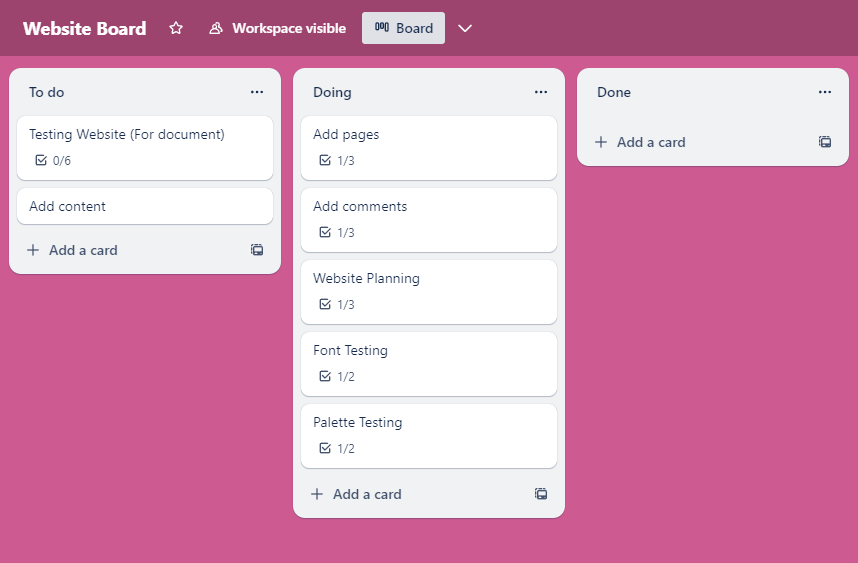 Website Board
Workspace visible
Board
To do
Testing Website (For document)
0/6
Add content
Add a card
Doing
Add pages
1/3
Add comments
1/3
Website Planning
1/3
Font Testing
1/2
Palette Testing
1/2
Add a card
Done
Add a card